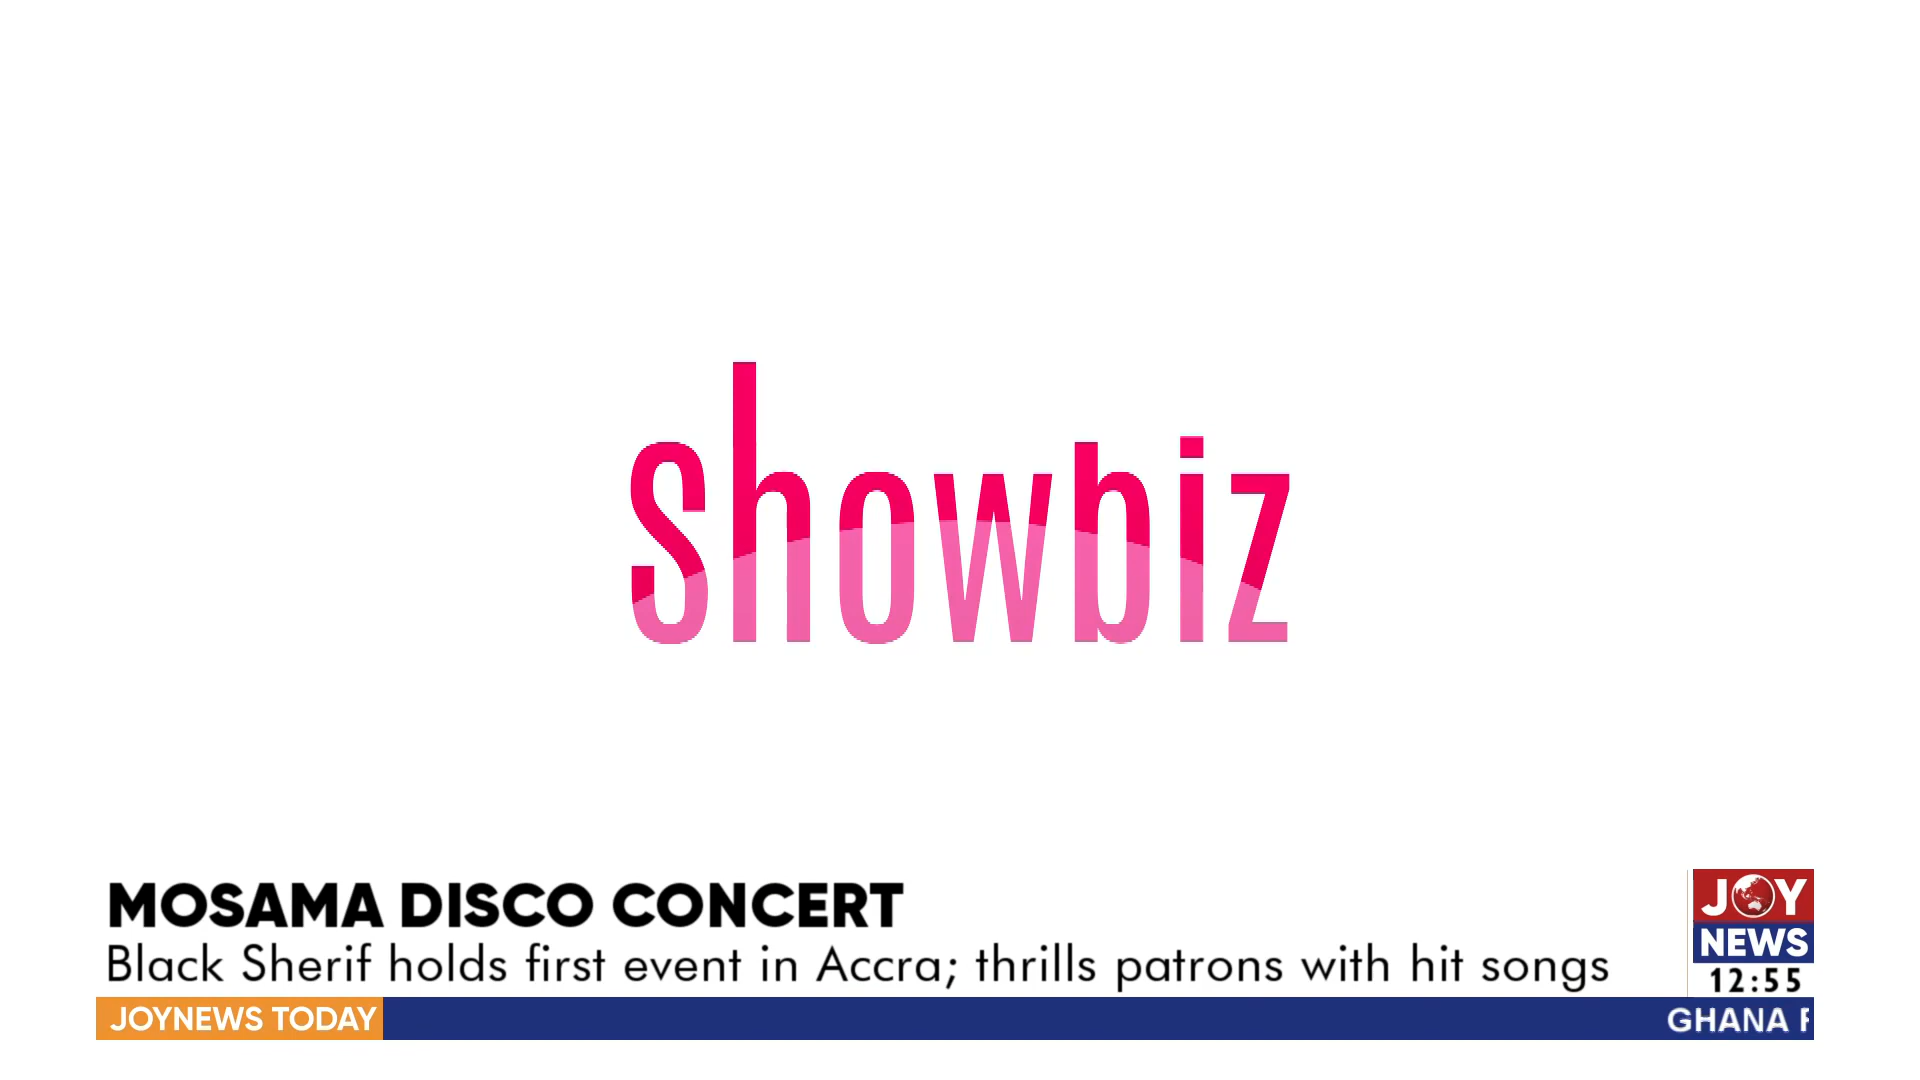 showbiz
MOSAMA DISCO CONCERT
Black Sherif holds first event in Accra; thrills patrons with hit songs
JOY
NEWS
12:55
JOYNEWS TODAY
GHANA